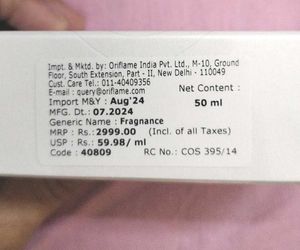 Impt. & Mktd. by: Oriflame India Pvt. Ltd., M-10, Ground
Floor, South Extension, Part - II, New Delhi - 110049
Cust. Care Tel.: 011-40409356
E-mail : query@oriflame.com Net Content :
Import M&Y : Aug'24 50 ml
MFG. Dt.: 07.2024
Generic Name : Fragnance
MRP : Rs.:2999.00 (Incl. of all Taxes)
USP : Rs.: 59.98/ ml
Code : 40809 RC No.: COS 395/14